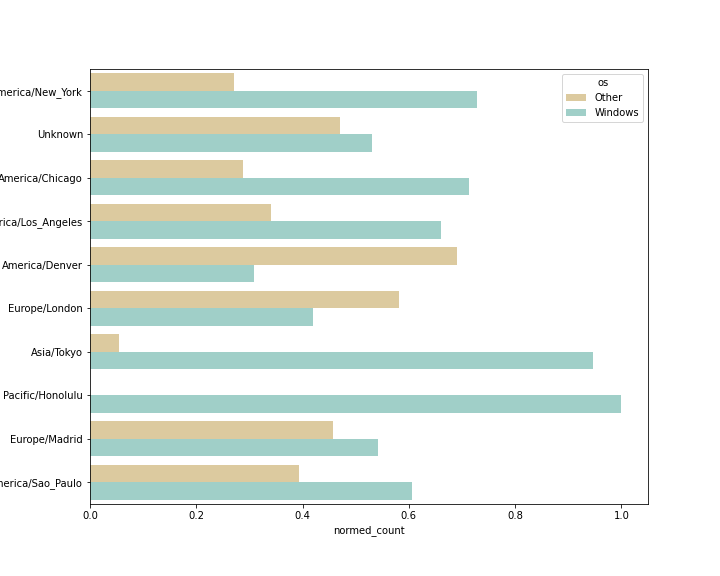 merica/New_York
Unknown
America/Chicago
rica/Los_Angeles
America/Denver
Europe/London
Asia/Tokyo
Pacific/Honolulu
Europe/Madrid
merica/Sao_Paulo
0.0 0.2 0.4 0.6 0.8 1.0
normed_count
os
Other
Windows